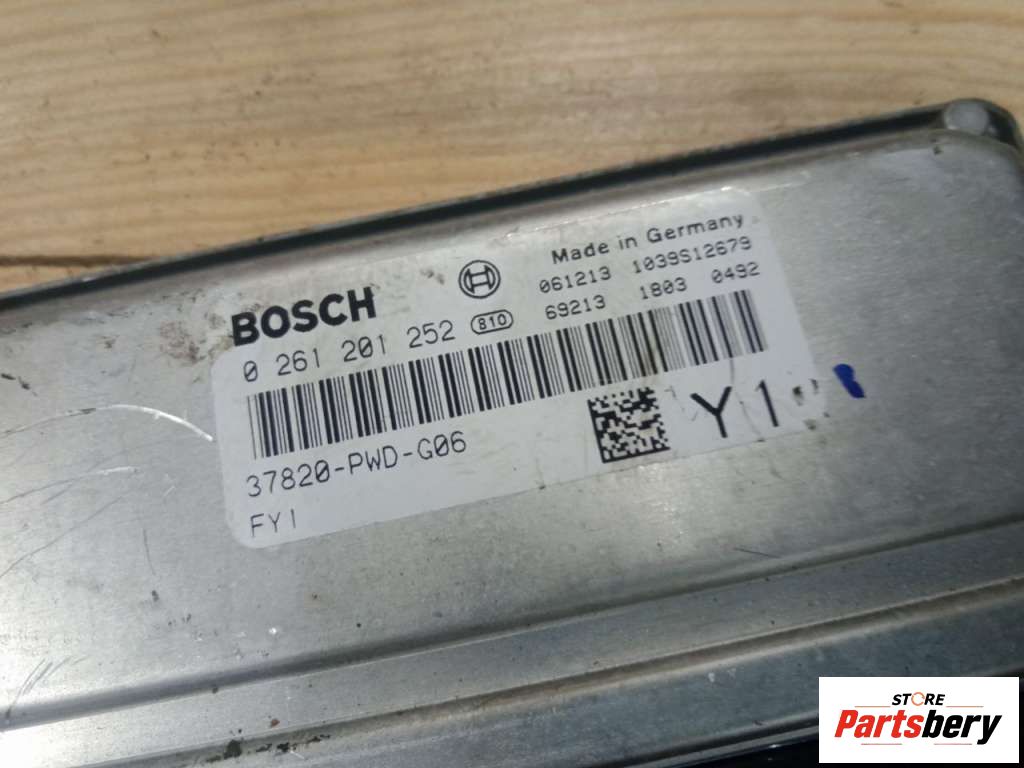 Made in Germany
BOSCH
061213 1039S12679
0 261 201 252 810 69213 1803 0492
Y1
37820-PWD-G06
FYI
STORE
Partsbery